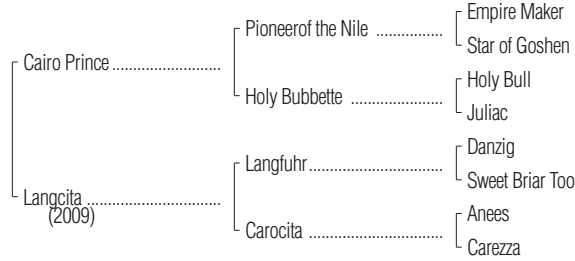 Empire Maker
Pioneerof the Nile ..................
Star of Goshen
Cairo Prince ..............................
Holy Bull
Holy Bubbette .........................
Juliac
Danzig
Langfuhr.....................................
Sweet Briar Too
Langcita .....................................
(2009)
Anees
Carocita .....................................
Carezza